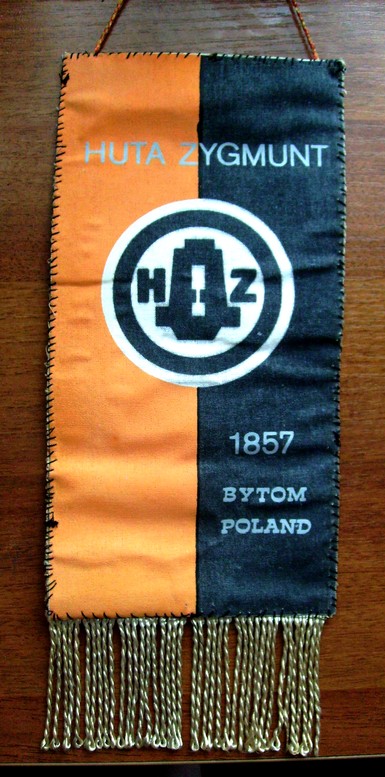 HUTA ZYGMUNT
H Z
1857
BYTOM
POLAND